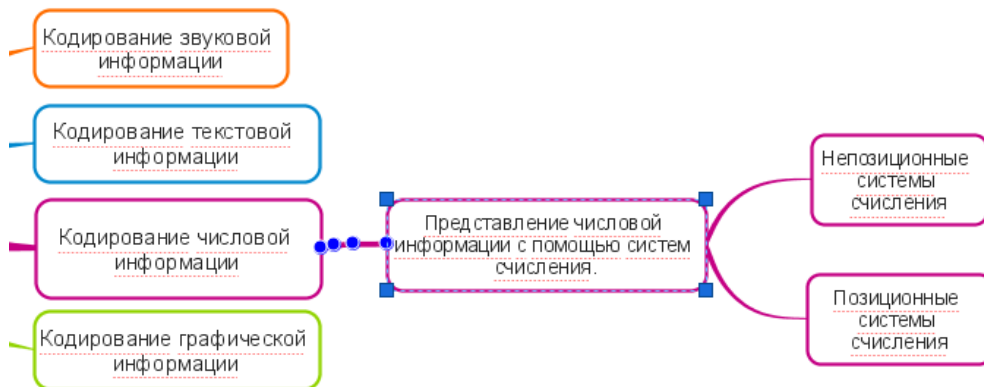 Кодирование звуковой
информации
Кодирование текстовой
информации
Кодирование числовой
информации
Кодирование графической
информации
Представление числовой
информации с помощью систем
счисления.
Непозиционные
системы
счисления
Позиционные
системы
счисления